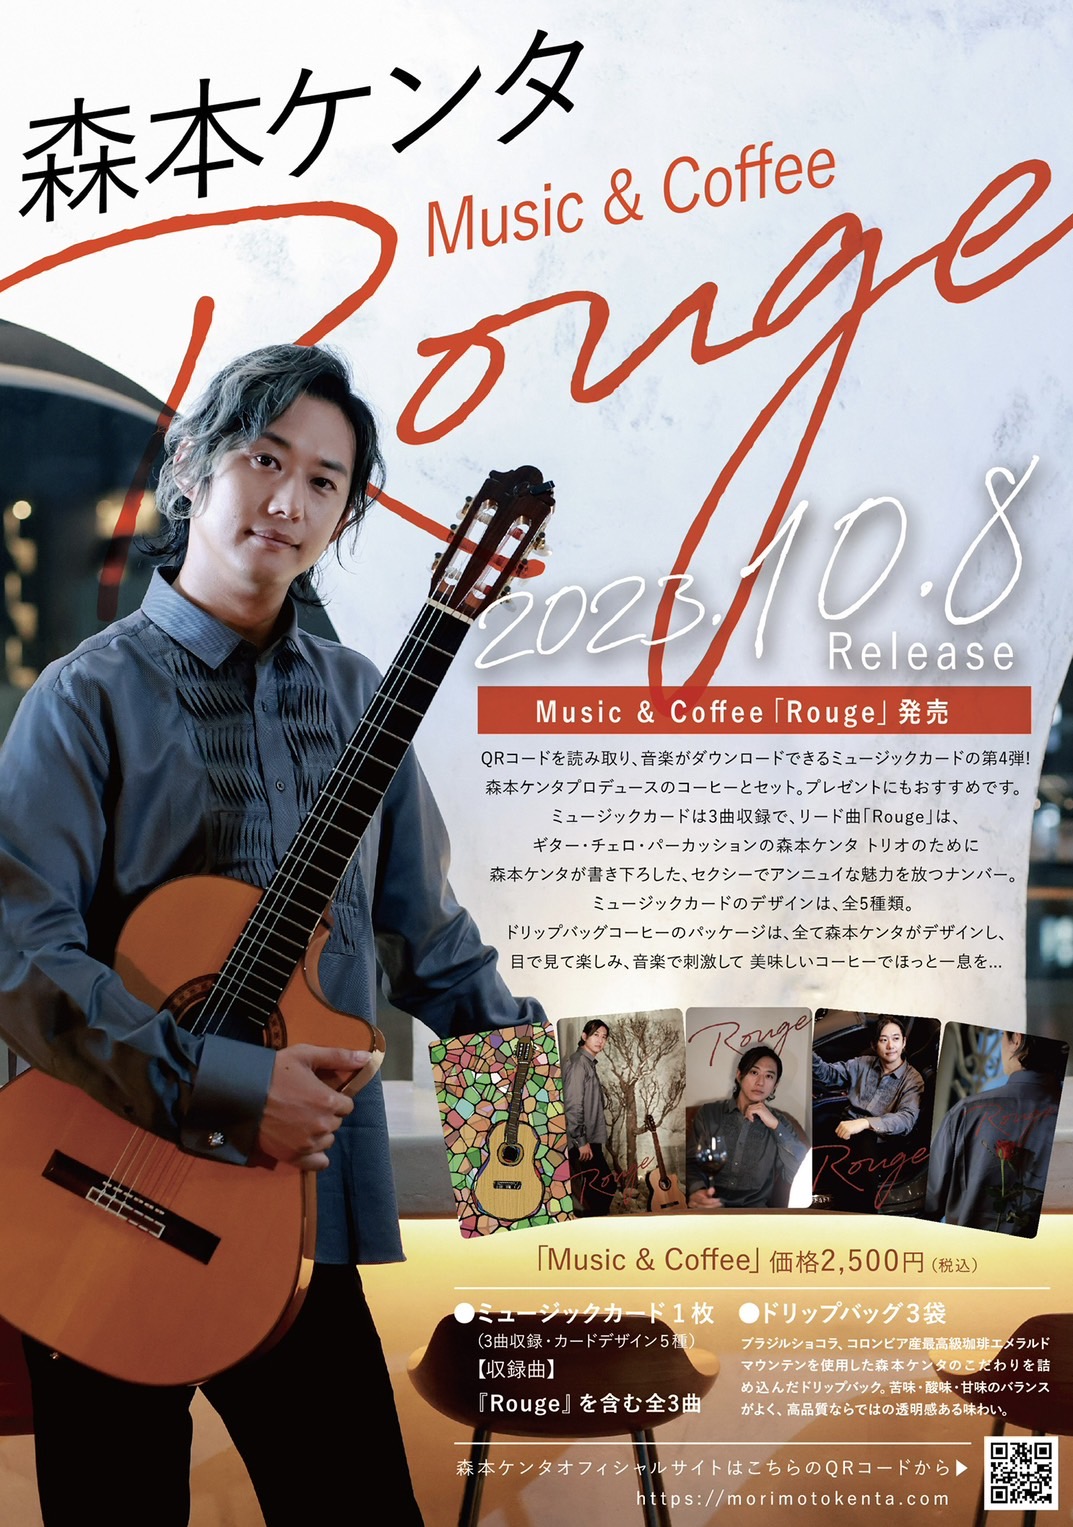 森本ケンタ
Music & Coffee
Rouge
2023.10.8
Release
Music & Coffee「Rouge」発売
QRコードを読み取り、音楽がダウンロードできるミュージックカードの第4弾!
森本ケンタプロデュースのコーヒーとセット。プレゼントにもおすすめです。
ミュージックカードは3曲収録で、リード曲「Rouge」は、
ギター・チェロ・パーカッションの森本ケンタ トリオのために
森本ケンタが書き下ろした、セクシーでアンニュイな魅力を放つナンバー。
ミュージックカードのデザインは、全5種類。
ドリップバッグコーヒーのパッケージは、全て森本ケンタがデザインし、
目で見て楽しみ、音楽で刺激して 美味しいコーヒーでほっと一息を…
Rouge
Rouge
Rouge
Rouge
「Music & Coffee」価格2,500円(税込)
●ミュージックカード1枚
(3曲収録・カードデザイン5種)
【収録曲】
『Rouge』を含む全3曲
●ドリップバッグ3袋
ブラジルショコラ、コロンビア産最高級珈琲エメラルド
マウンテンを使用した森本ケンタのこだわりを詰
め込んだドリップバック。苦味・酸味・甘味のバランス
がよく、高品質ならではの透明感ある味わい。
森本ケンタオフィシャルサイトはこちらのQRコードから▶
https://morimotokenta.com